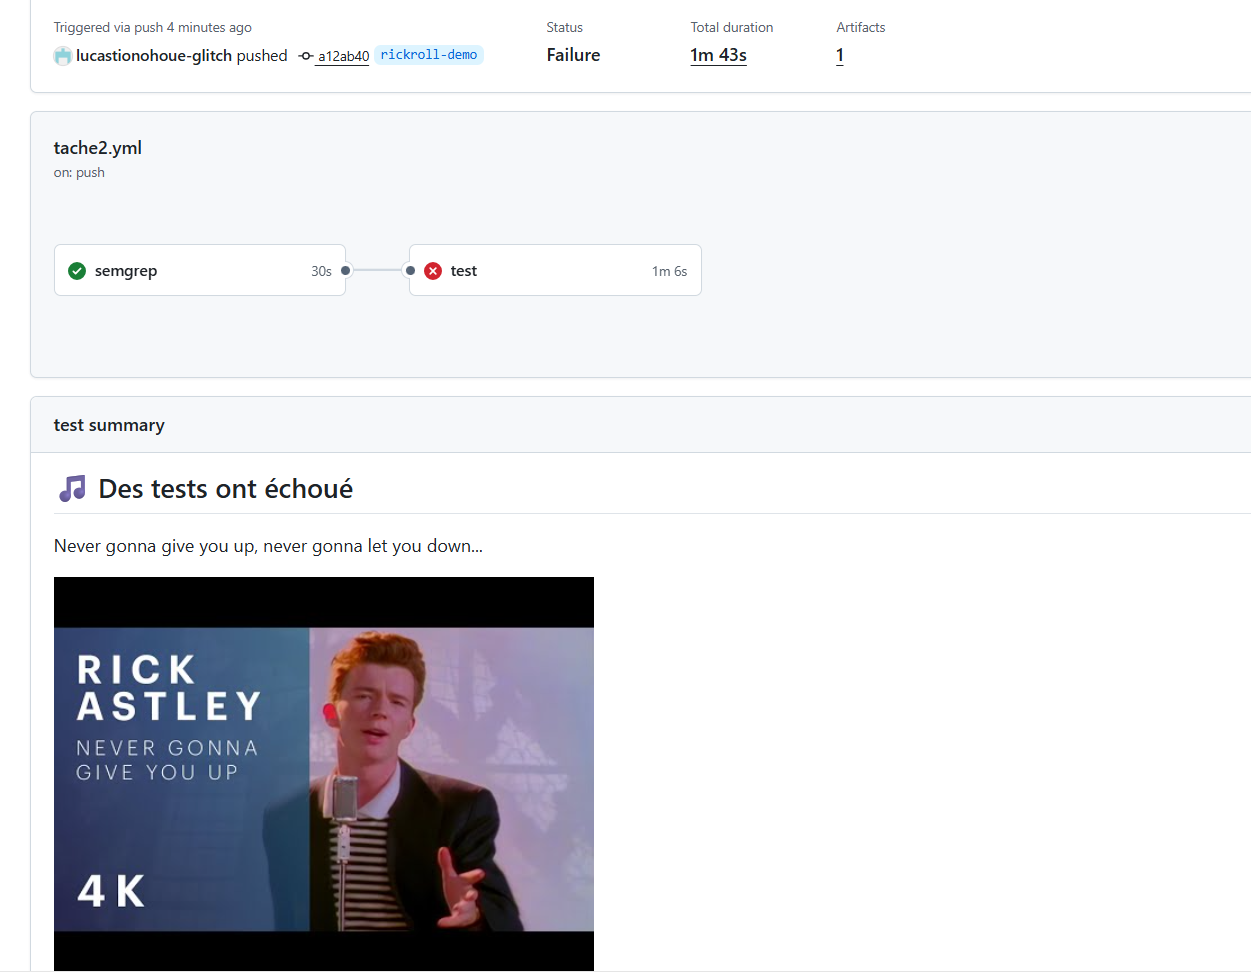 Triggered via push 4 minutes ago
lucastionohoue-glitch pushed a12ab40 rickroll-demo
Status
Failure
Total duration
1m 43s
Artifacts
1
tache2.yml
on: push
semgrep 30s
test 1m 6s
test summary
Des tests ont échoué
Never gonna give you up, never gonna let you down...
RICK
ASTLEY
NEVER GONNA
GIVE YOU UP
4K